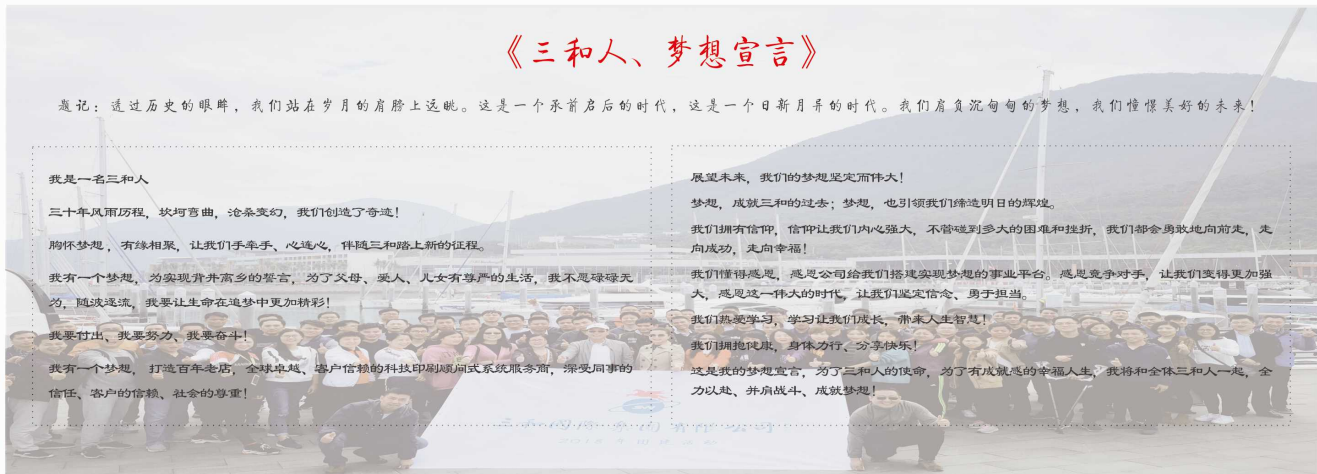 《三和人、梦想宣言》
题记：透过历史的眼眸，我们站在岁月的肩膀上远眺。这是一个承前启后的时代，这是一个日新月异的时代。我们肩负沉甸甸的梦想，我们憧憬美好的未来！
我是一名三和人
三十年风雨历程，坎坷弯曲，沧桑变幻，我们创造了奇迹！
胸怀梦想，有缘相聚，让我们手牵手、心连心，伴随三和踏上新的征程。
我有一个梦想，为实现背井离乡的誓言，为了父母、爱人、儿女有尊严的生活，我不愿碌碌无
为，随波逐流，我要让生命在追梦中更加精彩！
我要付出、我要努力、我要奋斗！
我有一个梦想，打造百年老店，全球卓越、客户信赖的科技印刷顾问式系统服务商，深受同事的
信任、客户的信赖、社会的尊重！
展望未来，我们的梦想坚定而伟大！
梦想，成就三和的过去；梦想，也引领我们缔造明日的辉煌。
我们拥有信仰，信仰让我们内心强大，不管碰到多大的困难和挫折，我们都会勇敢地向前走，走
向成功，走向幸福！
我们懂得感恩，感恩公司给我们搭建实现梦想的事业平台。感恩竞争对手，让我们变得更加强
大，感恩这一伟大的时代，让我们坚定信念、勇于担当。
我们热爱学习，学习让我们成长，带来人生智慧！
我们拥抱健康，身体力行、分享快乐！
这是我的梦想宣言，为了三和人的使命，为了有成就感的幸福人生，我将和全体三和人一起，全
力以赴、并肩战斗、成就梦想！